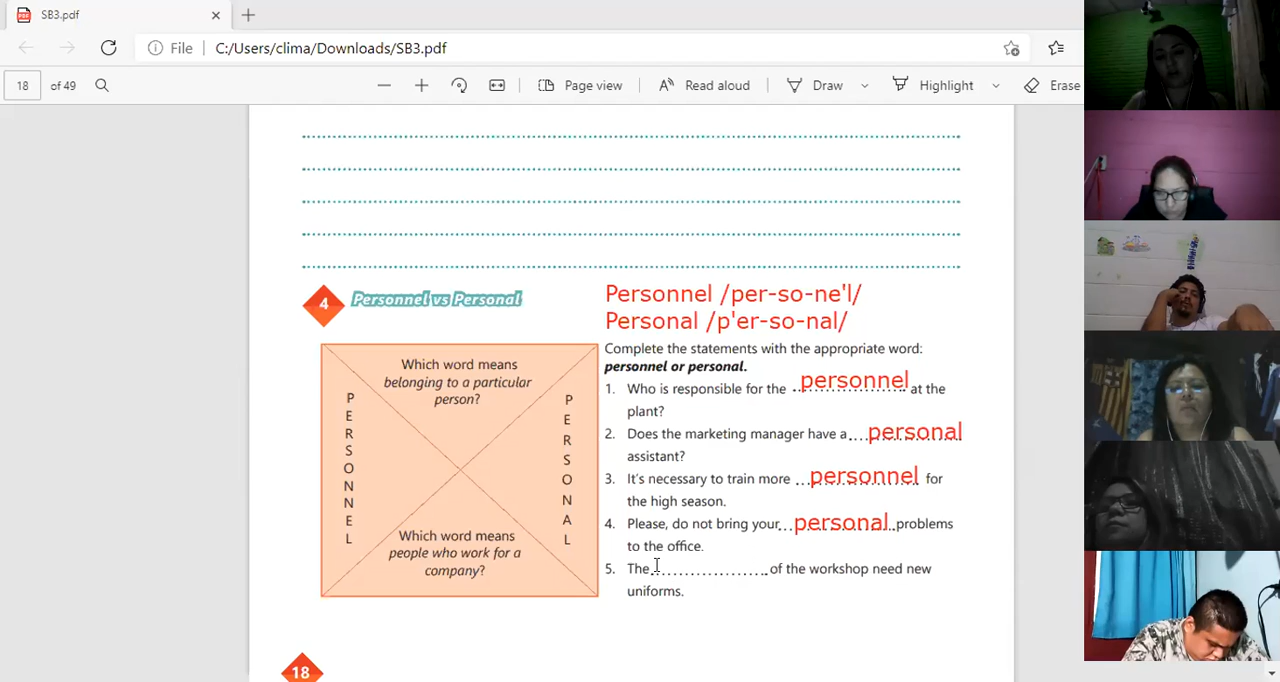 SB3.pdf
File C:/Users/clima/Downloads/SB3.pdf
18 of 49 Page view Read aloud Draw Highlight Erase
4 Personnel vs Personal
Personnel /per-so-ne'l/
Personal /p'er-so-nal/
Which word means
belonging to a particular
person?
PERSONNEL
PERSONAL
Which word means
people who work for a
company?
Complete the statements with the appropriate word:
personnel or personal.
1. Who is responsible for the personnel at the
plant?
2. Does the marketing manager have a personal
assistant?
3. It's necessary to train more personnel for
the high season.
4. Please, do not bring your personal problems
to the office.
5. The .................... of the workshop need new
uniforms.
18